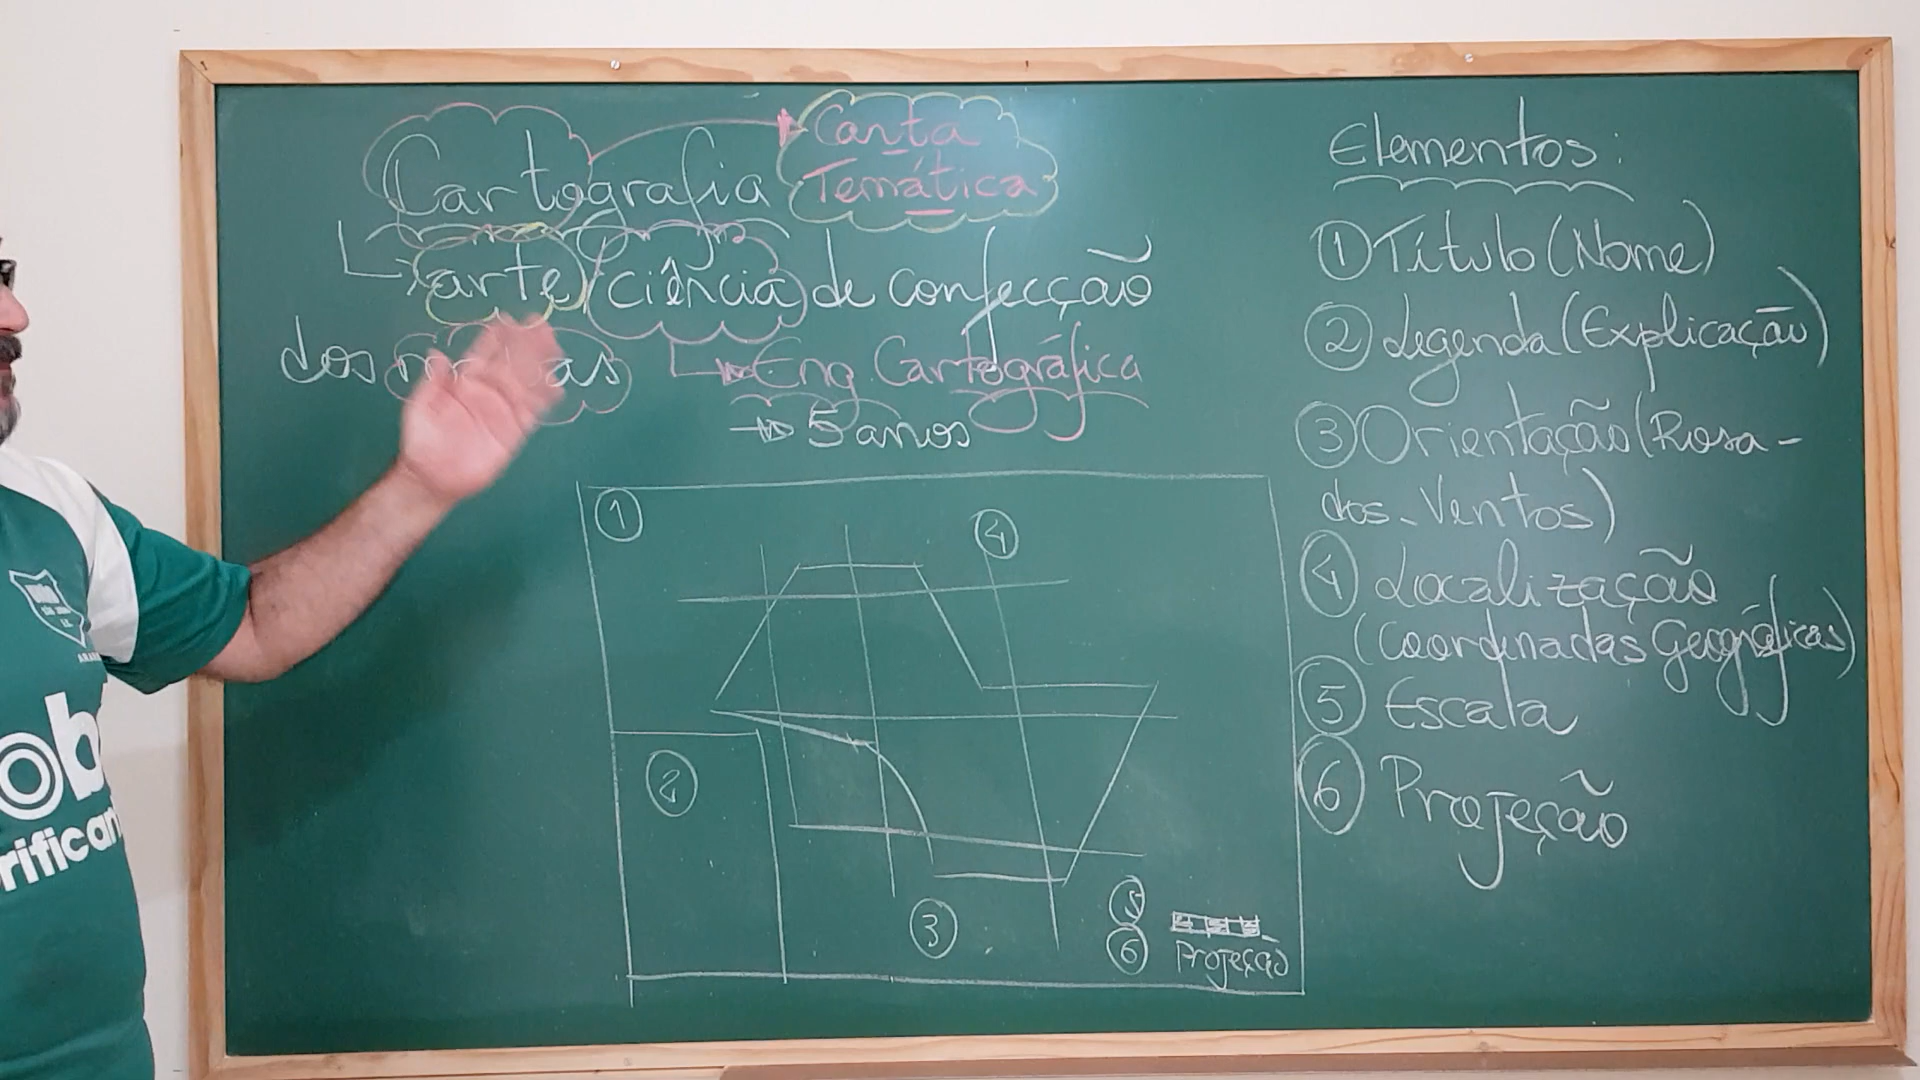 Cartografia
Carta
Temática
arte/ciência de confecção
dos mapas
Eng. Cartográfica
5 anos
1
4
2
3
5
6
Projeção
Elementos:
1 Título (Nome)
2 Legenda (Explicação)
3 Orientação (Rosa-
dos-Ventos)
4 Localização
(Coordenadas Geográficas)
5 Escala
6 Projeção
ob
rifican